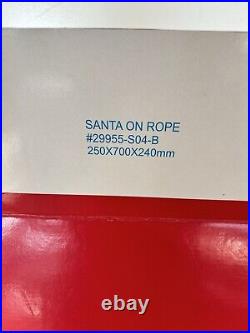 SANTA ON ROPE
#29955-S04-B
250X700X240mm